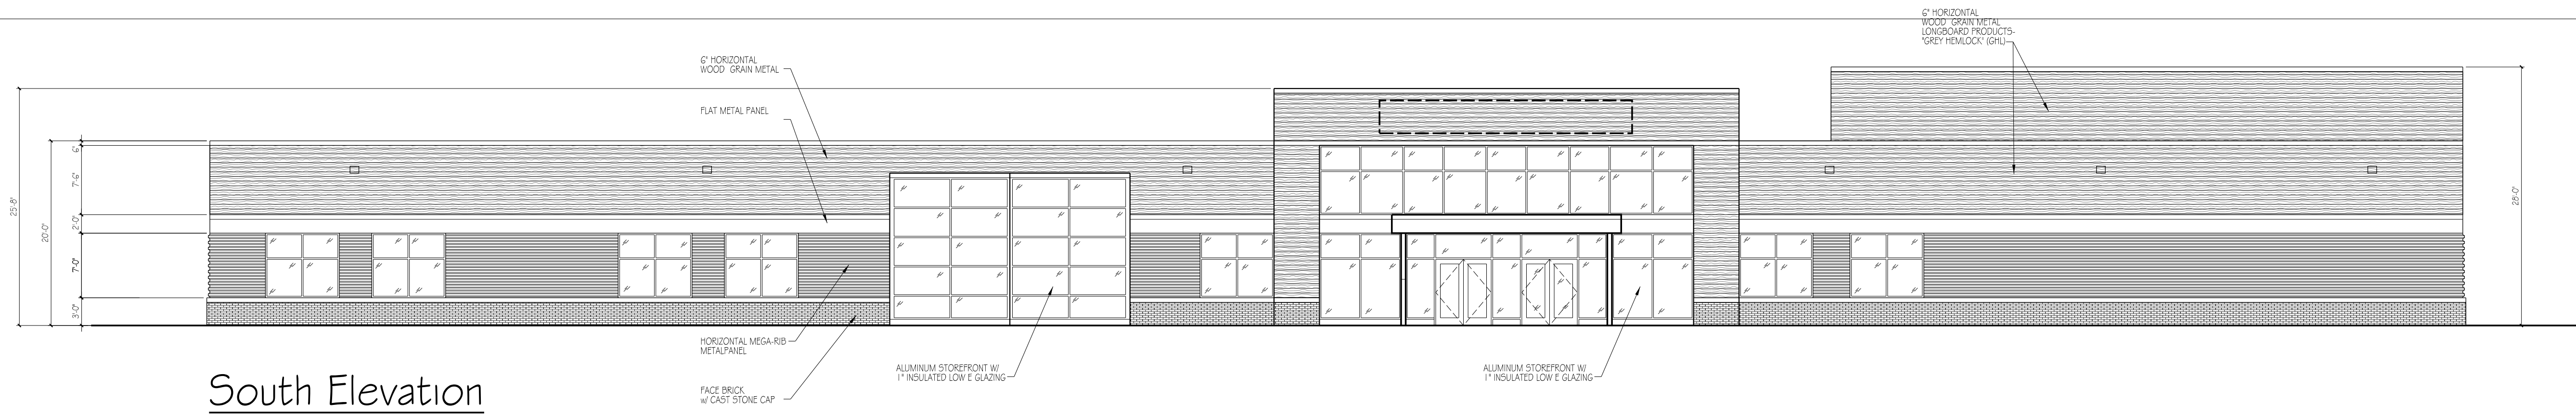 6" HORIZONTAL
WOOD GRAIN METAL
LONGBOARD PRODUCTS-
"GREY HEMLOCK" (GHL)
6" HORIZONTAL
WOOD GRAIN METAL
FLAT METAL PANEL
25'-8"
20'-0"
6"
7'-6"
2'-0"
7'-0"
3'-0"
28'-0"
HORIZONTAL MEGA-RIB
METALPANEL
FACE BRICK
w/ CAST STONE CAP
ALUMINUM STOREFRONT W/
1" INSULATED LOW E GLAZING
ALUMINUM STOREFRONT W/
1" INSULATED LOW E GLAZING
South Elevation